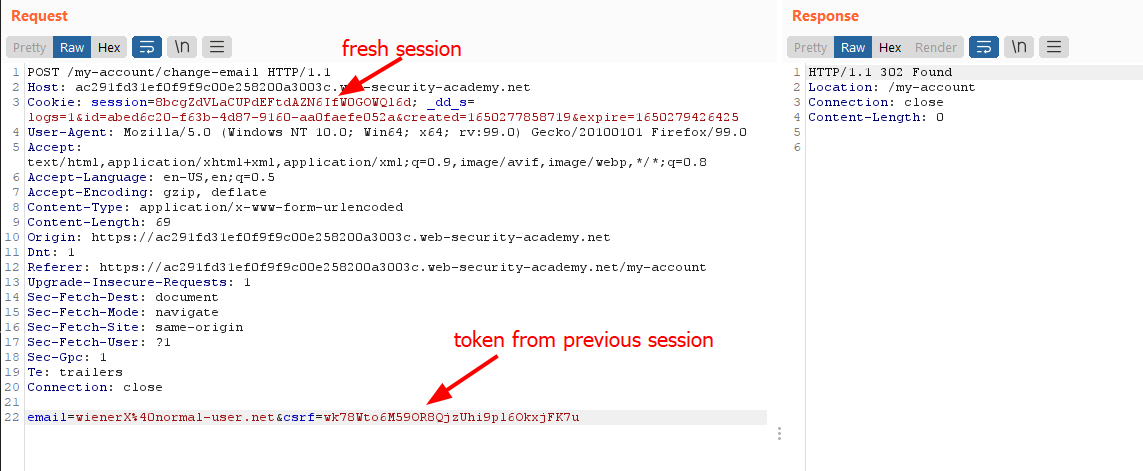 Request
Response
Pretty Raw Hex \n
Pretty Raw Hex Render \n
fresh session
1 POST /my-account/change-email HTTP/1.1
2 Host: ac291fd31ef0f9f9c00e258200a3003c.web-security-academy.net
3 Cookie: session=8bcgZdVLaCUPdEFtdAZN6IfWOGOWQl6d; _dd_s=
logs=1&id=abed6c20-f63b-4d87-9160-aa0faefe052a&created=1650277858719&expire=1650279426425
4 User-Agent: Mozilla/5.0 (Windows NT 10.0; Win64; x64; rv:99.0) Gecko/20100101 Firefox/99.0
5 Accept:
text/html,application/xhtml+xml,application/xml;q=0.9,image/avif,image/webp,*/*;q=0.8
6 Accept-Language: en-US,en;q=0.5
7 Accept-Encoding: gzip, deflate
8 Content-Type: application/x-www-form-urlencoded
9 Content-Length: 69
10 Origin: https://ac291fd31ef0f9f9c00e258200a3003c.web-security-academy.net
11 Dnt: 1
12 Referer: https://ac291fd31ef0f9f9c00e258200a3003c.web-security-academy.net/my-account
13 Upgrade-Insecure-Requests: 1
14 Sec-Fetch-Dest: document
15 Sec-Fetch-Mode: navigate
16 Sec-Fetch-Site: same-origin
17 Sec-Fetch-User: ?1
18 Sec-Gpc: 1
19 Te: trailers
20 Connection: close
21
token from previous session
22 email=wienerX%40normal-user.net&csrf=wk78Wto6M59OR8QjzUhi9pl6OkxjFK7u
1 HTTP/1.1 302 Found
2 Location: /my-account
3 Connection: close
4 Content-Length: 0
5
6